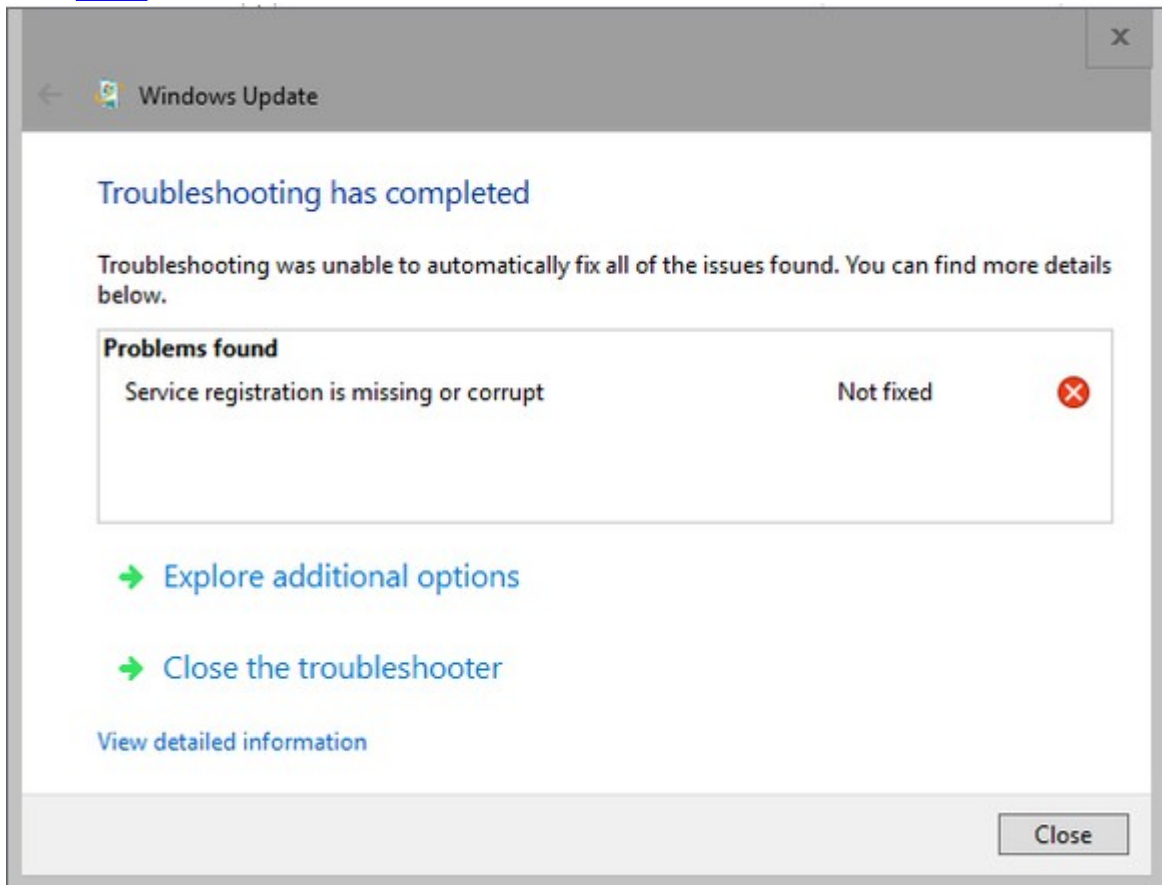 x
Windows Update
Troubleshooting has completed
Troubleshooting was unable to automatically fix all of the issues found. You can find more details
below.
Problems found
Service registration is missing or corrupt Not fixed
Explore additional options
Close the troubleshooter
View detailed information
Close